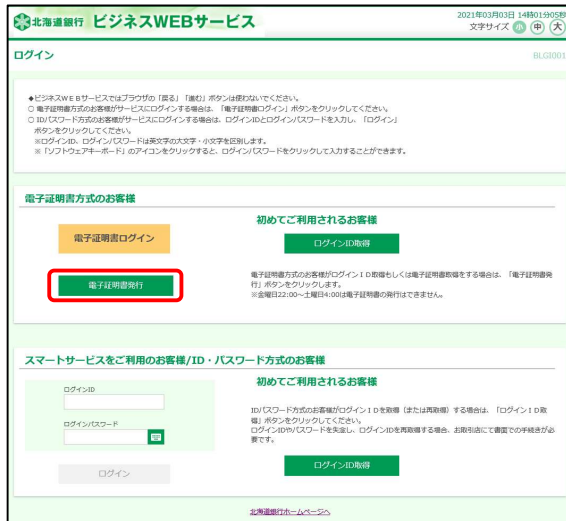 北海道銀行 ビジネスWEBサービス
2021年03月03日 14時01分05秒
文字サイズ 小 中 大
ログイン
BLGI001
◆ビジネスWEBサービスではブラウザの「戻る」「進む」ボタンは使わないでください。
○ 電子証明書方式のお客様がサービスにログインする場合は、「電子証明書ログイン」ボタンをクリックしてください。
○ ID/パスワード方式のお客様がサービスにログインする場合は、ログインIDとログインパスワードを入力し、「ログイン」
ボタンをクリックしてください。
※ログインID、ログインパスワードは英文字の大文字・小文字を区別します。
※「ソフトウェアキーボード」のアイコンをクリックすると、ログインパスワードをクリックして入力することができます。
電子証明書方式のお客様
初めてご利用されるお客様
電子証明書ログイン
ログインID取得
電子証明書発行
電子証明書方式のお客様がログインID取得もしくは電子証明書取得をする場合は、「電子証明書発
行」ボタンをクリックします。
※金曜日22:00～土曜日4:00は電子証明書の発行はできません。
スマートサービスをご利用のお客様/ID・パスワード方式のお客様
初めてご利用されるお客様
ログインID
ログインパスワード
ログイン
ID/パスワード方式のお客様がログインIDを取得（または再取得）する場合は、「ログインID取
得」ボタンをクリックしてください。
ログインIDやパスワードを失念し、ログインIDを再取得する場合、お取引店にて書面での手続きが必
要です。
ログインID取得
北海道銀行ホームページへ